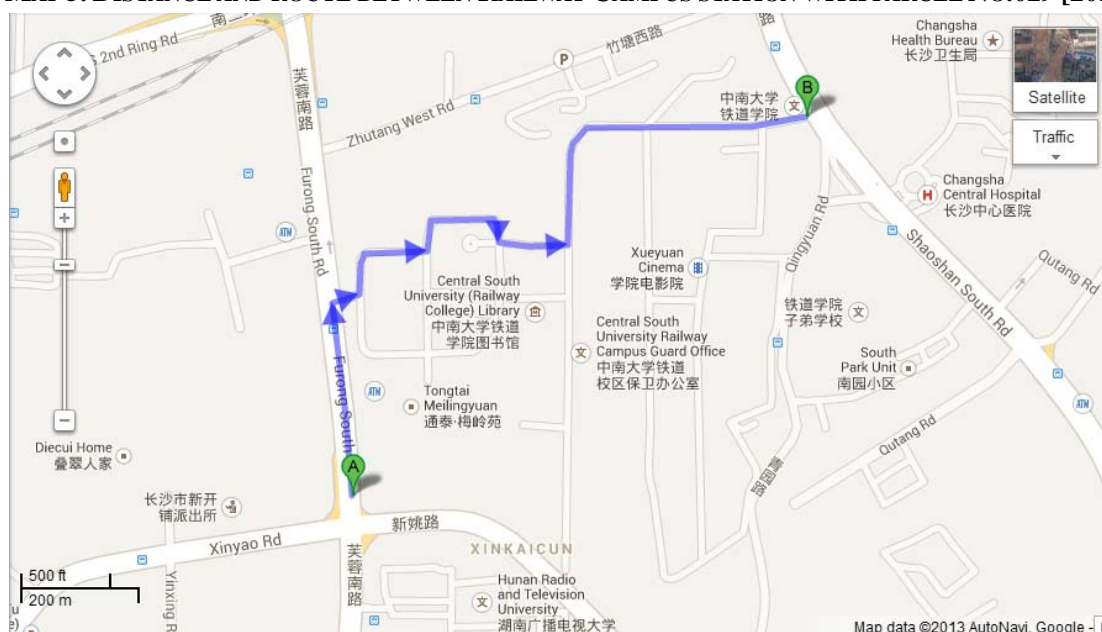 南二环
S 2nd Ring Rd
芙蓉南路
Furong South Rd
Zhutang West Rd
竹塘西路
P
中南大学
铁道学院
B
Changsha
Health Bureau
长沙卫生局
Satellite
Traffic
H
Changsha
Central Hospital
长沙中心医院
ATM
Central South
University (Railway
College) Library
中南大学铁道
学院图书馆
Xueyuan
Cinema
学院电影院
Qingyuan Rd
Shaoshan South Rd
Qutang Rd
铁道学院
子弟学校
文
Central South
University Railway
Campus Guard Office
中南大学铁道
校区保卫办公室
South
Park Unit
南园小区
ATM
Furong South
ATM
Tongtai
Meilingyuan
通泰·梅岭苑
Diecui Home
叠翠人家
A
Qutang Rd
青园路
长沙市新开
铺派出所
新姚路
Xinyao Rd
XINKAICUN
芙蓉南路
500 ft
200 m
Yinxing R
Hunan Radio
and Television
University
湖南广播电视大学
Map data ©2013 AutoNavi, Google -